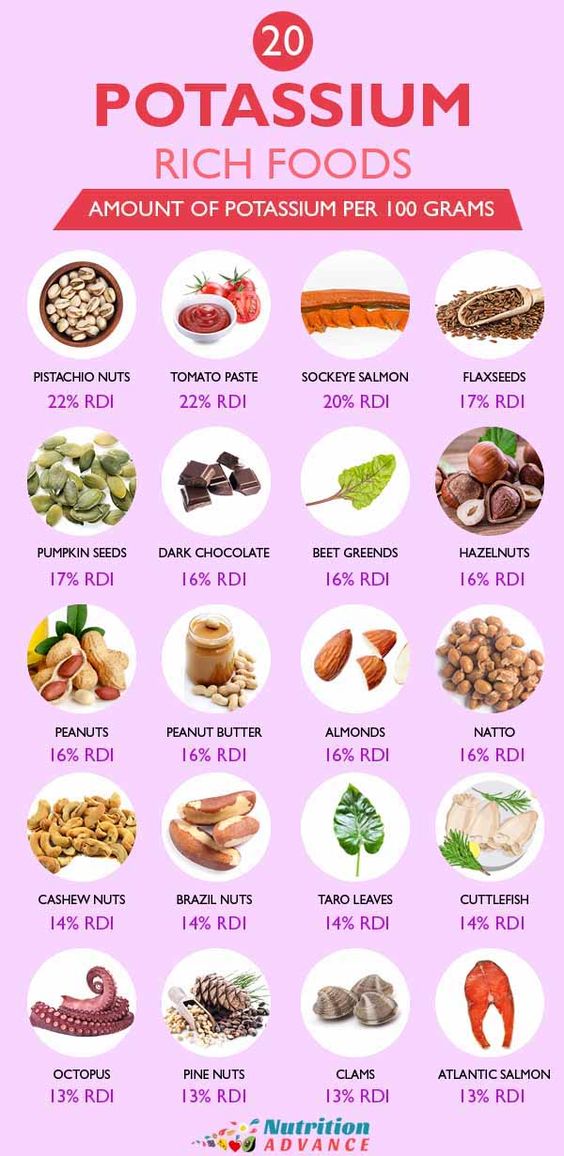 20
POTASSIUM
RICH FOODS
AMOUNT OF POTASSIUM PER 100 GRAMS
PISTACHIO NUTS
22% RDI
TOMATO PASTE
22% RDI
SOCKEYE SALMON
20% RDI
FLAXSEEDS
17% RDI
PUMPKIN SEEDS
17% RDI
DARK CHOCOLATE
16% RDI
BEET GREENDS
16% RDI
HAZELNUTS
16% RDI
PEANUTS
16% RDI
PEANUT BUTTER
16% RDI
ALMONDS
16% RDI
NATTO
16% RDI
CASHEW NUTS
14% RDI
BRAZIL NUTS
14% RDI
TARO LEAVES
14% RDI
CUTTLEFISH
14% RDI
OCTOPUS
13% RDI
PINE NUTS
13% RDI
CLAMS
13% RDI
ATLANTIC SALMON
13% RDI
Nutrition
ADVANCE